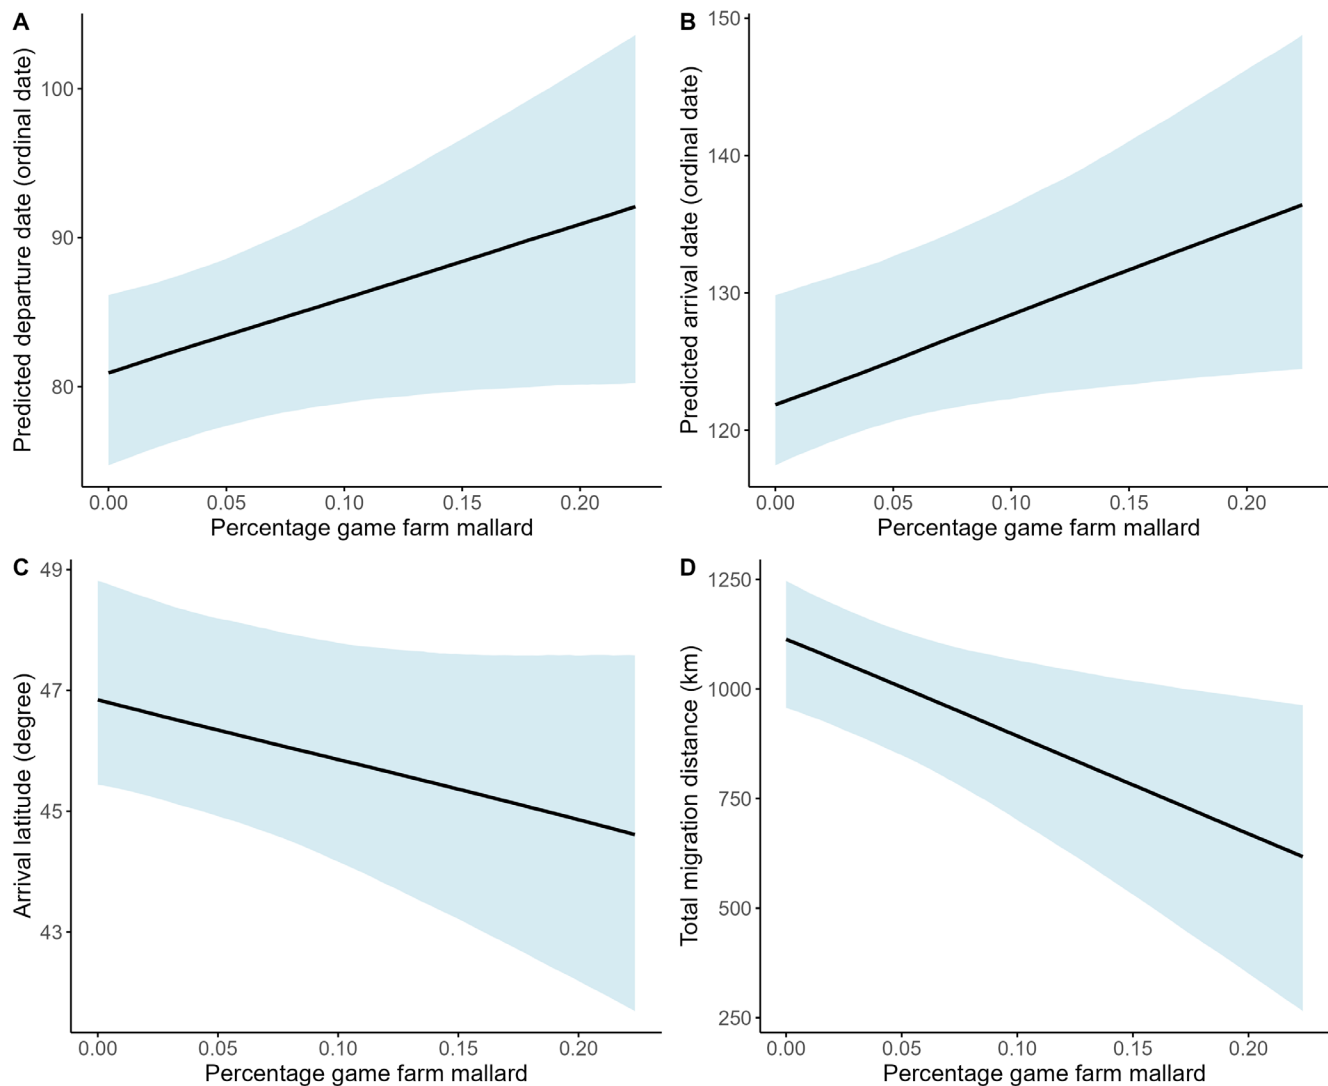 A
Predicted departure date (ordinal date)
100
90
80
0.00 0.05 0.10 0.15 0.20
Percentage game farm mallard
B
Predicted arrival date (ordinal date)
150
140
130
120
0.00 0.05 0.10 0.15 0.20
Percentage game farm mallard
C
Arrival latitude (degree)
49
47
45
43
0.00 0.05 0.10 0.15 0.20
Percentage game farm mallard
D
Total migration distance (km)
1250
1000
750
500
250
0.00 0.05 0.10 0.15 0.20
Percentage game farm mallard